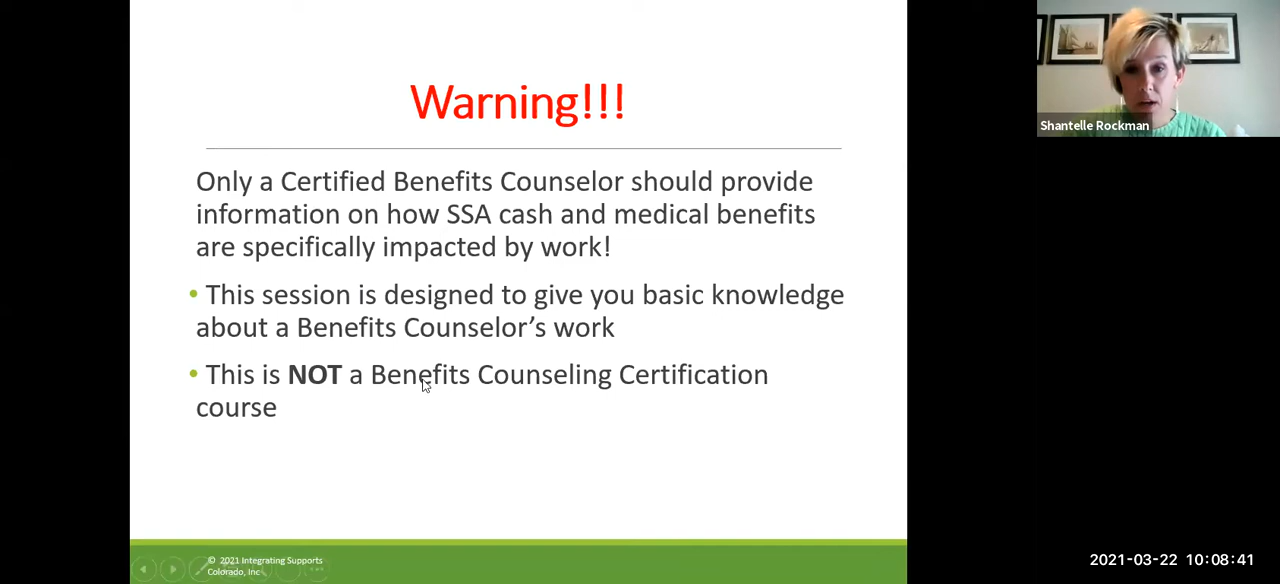 Warning!!!
Only a Certified Benefits Counselor should provide
information on how SSA cash and medical benefits
are specifically impacted by work!
• This session is designed to give you basic knowledge
about a Benefits Counselor’s work
• This is NOT a Benefits Counseling Certification
course
© 2021 Integrating Supports
Colorado, Inc
Shantelle Rockman
2021-03-22 10:08:41